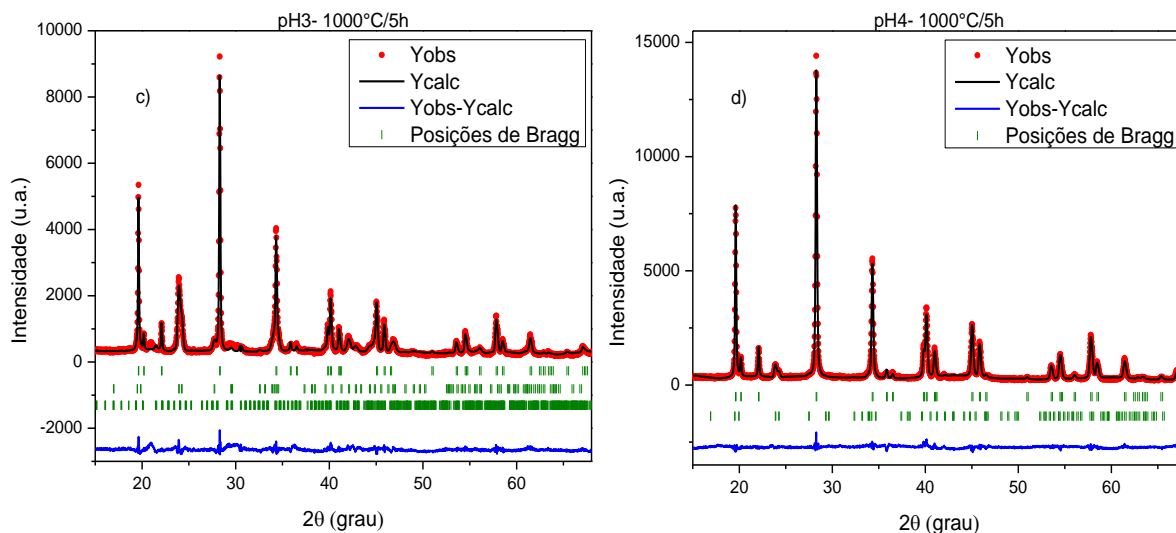 pH3- 1000°C/5h
10000
8000
6000
4000
2000
0
-2000
Intensidade (u.a.)
c)
Yobs
Ycalc
Yobs-Ycalc
Posições de Bragg
20 30 40 50 60
2θ (grau)
pH4- 1000°C/5h
15000
10000
5000
0
Intensidade (u.a.)
d)
Yobs
Ycalc
Yobs-Ycalc
Posições de Bragg
20 30 40 50 60
2θ (grau)